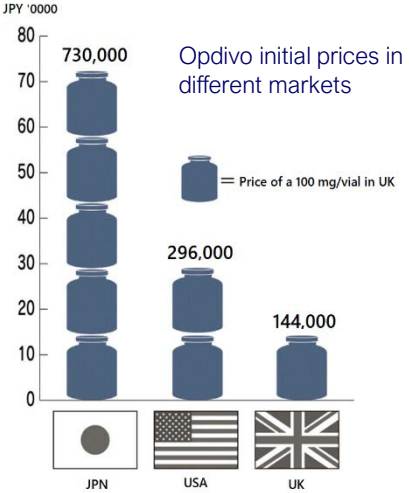 JPY '0000
Opdivo initial prices in
different markets
80
70
60
50
40
30
20
10
0
730,000
= Price of a 100 mg/vial in UK
296,000
144,000
JPN
USA
UK